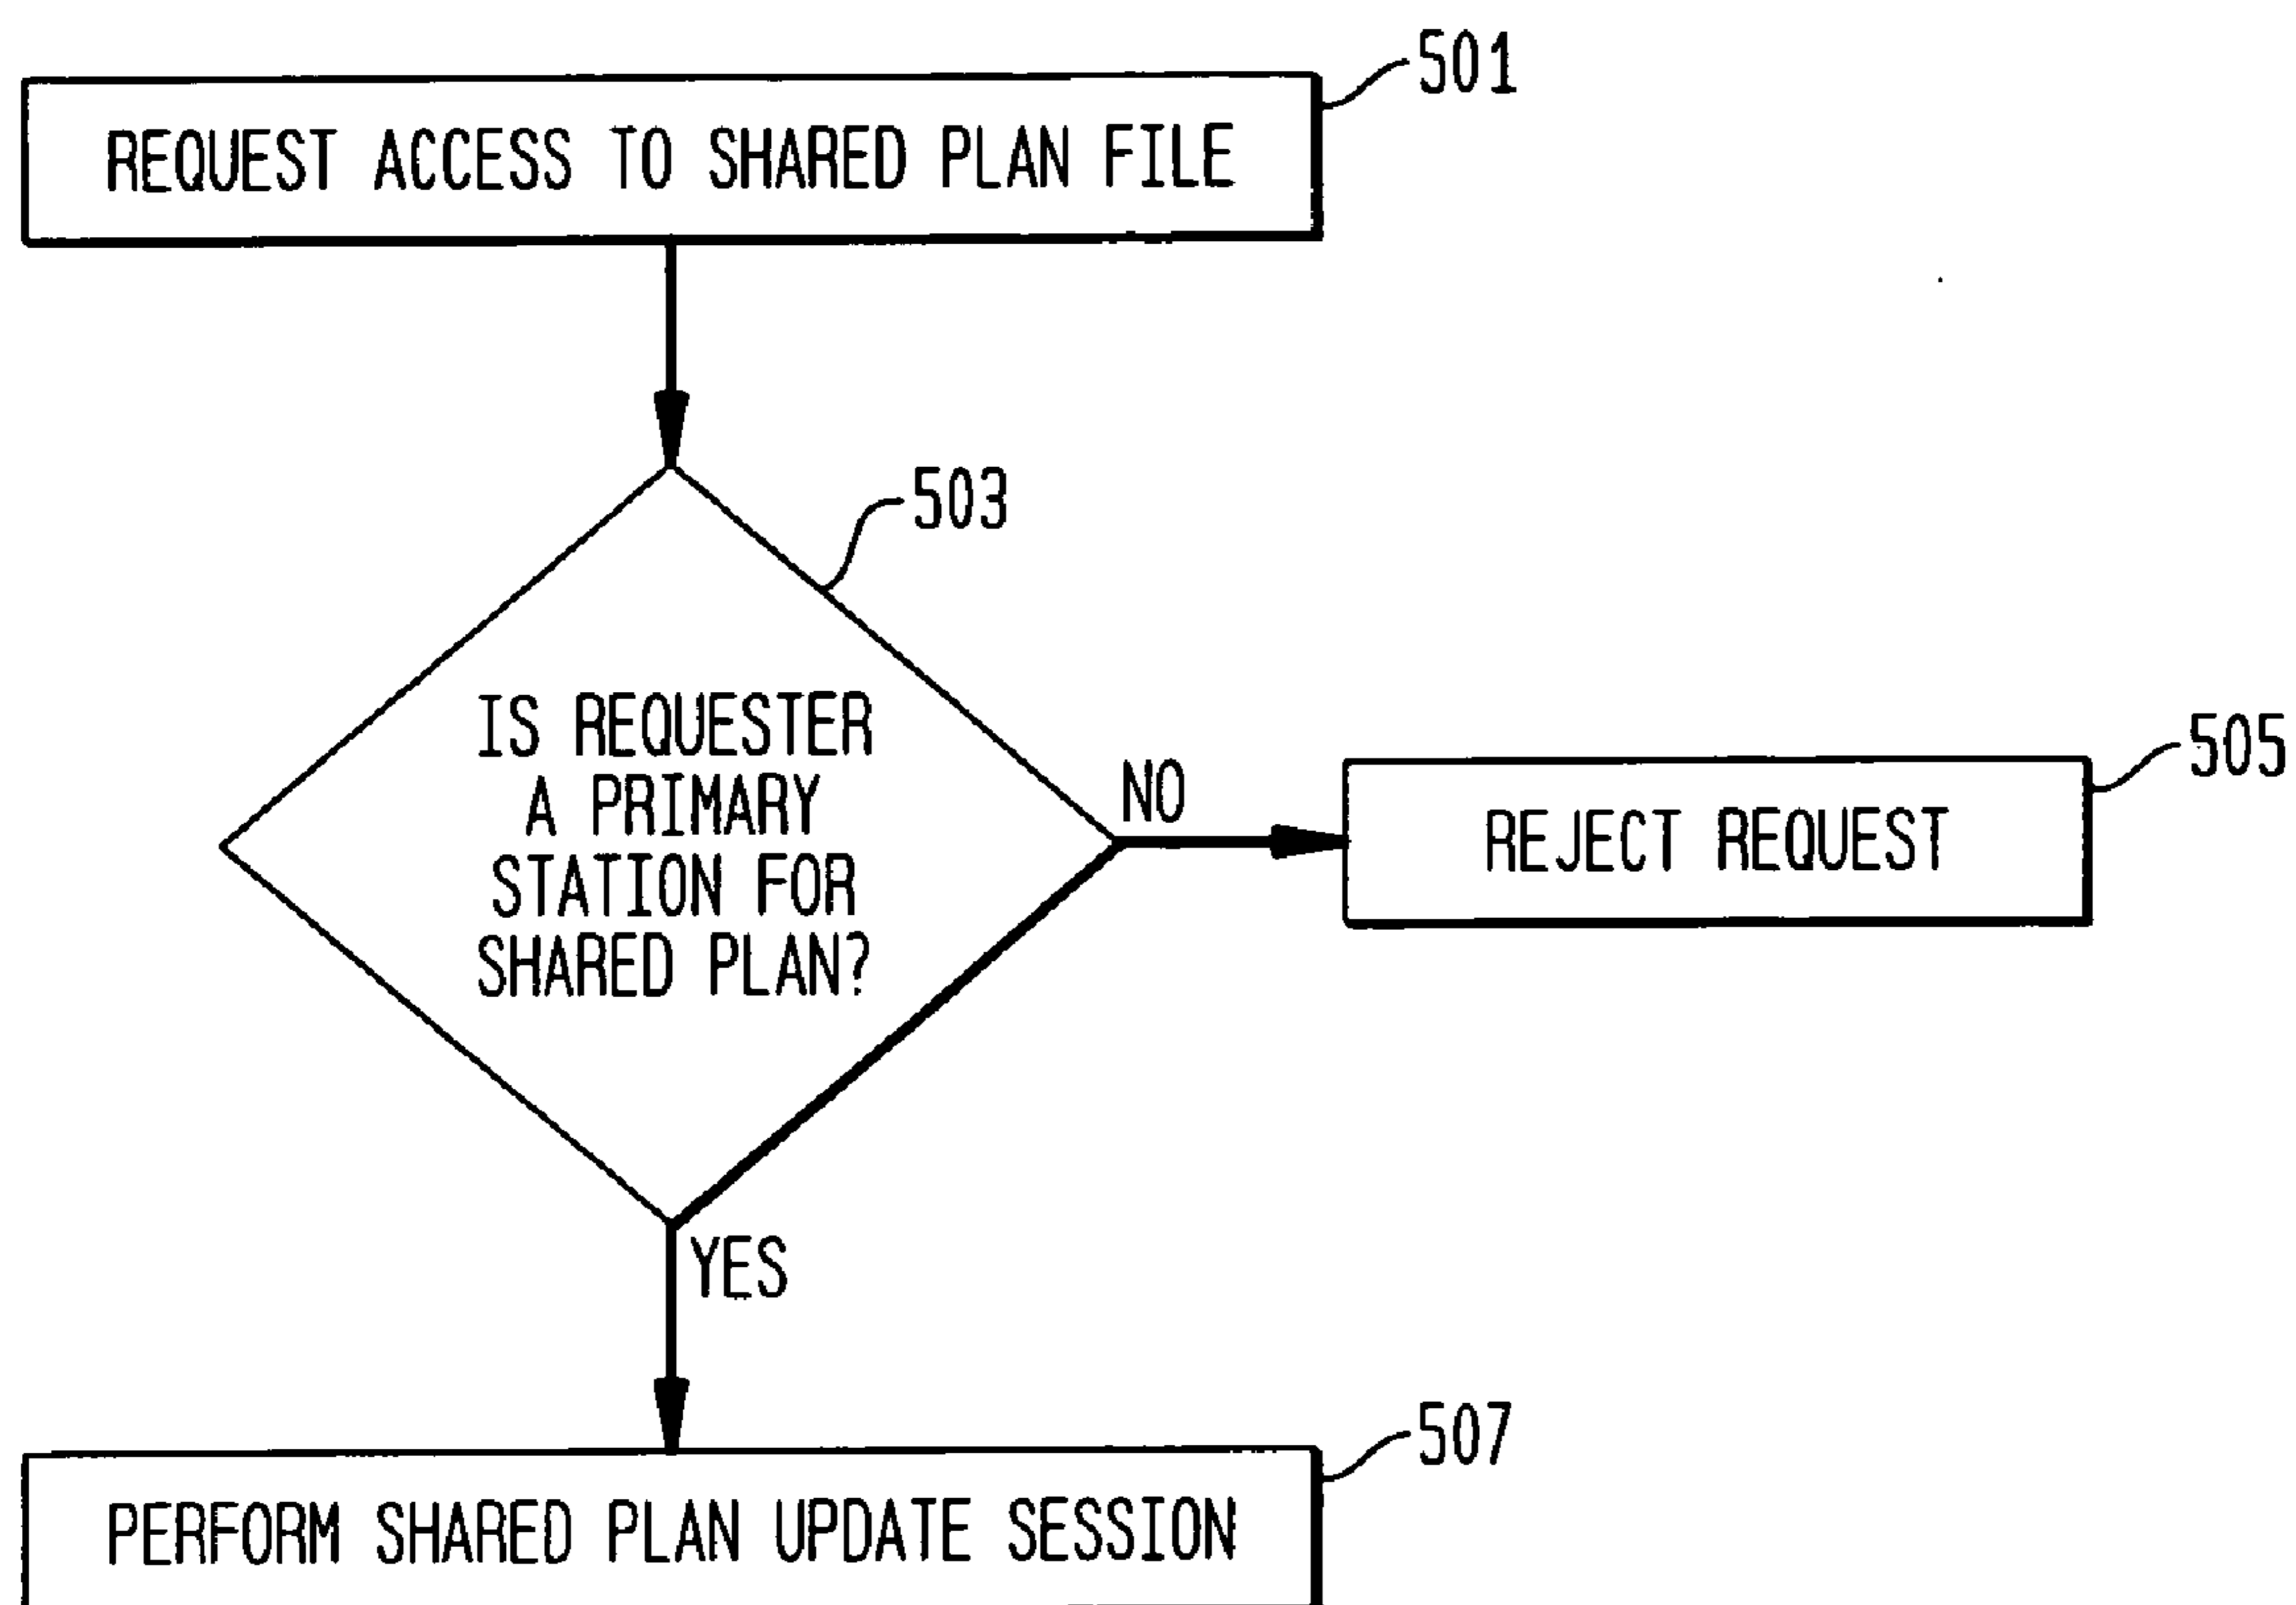 501
REQUEST ACCESS TO SHARED PLAN FILE
503
IS REQUESTER
A PRIMARY
STATION FOR
SHARED PLAN?
NO
505
REJECT REQUEST
YES
507
PERFORM SHARED PLAN UPDATE SESSION